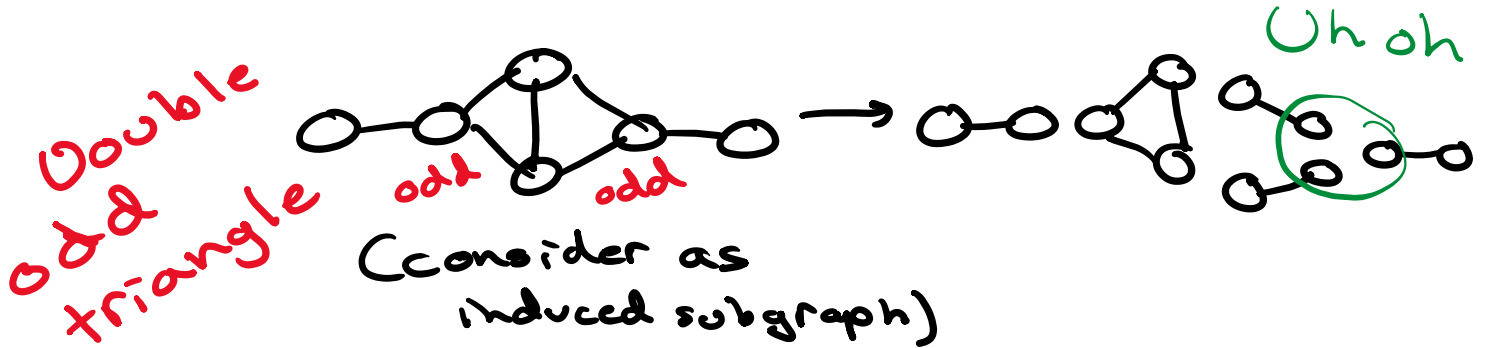 Double
odd
triangle
odd
odd
(consider as
induced subgraph)
Uh oh